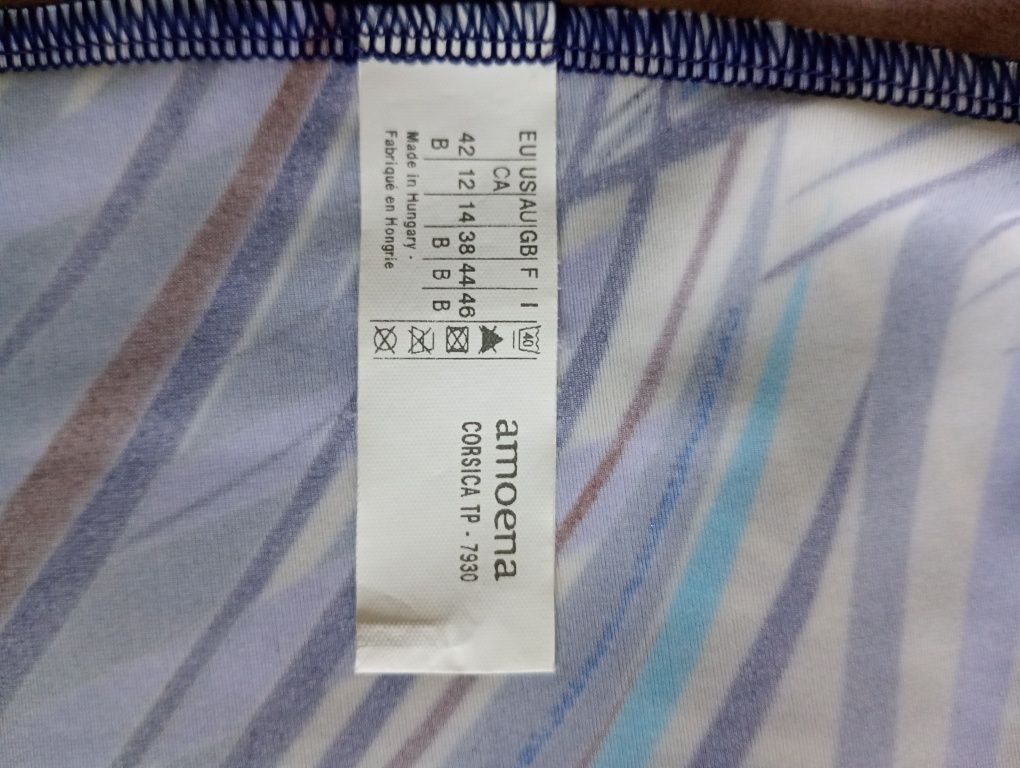 EU US AU GB F I
CA
42 12 14 38 44 46
B B B B
Made in Hungary ·
Fabriqué en Hongrie
40
amoena
CORSICA TP - 7930